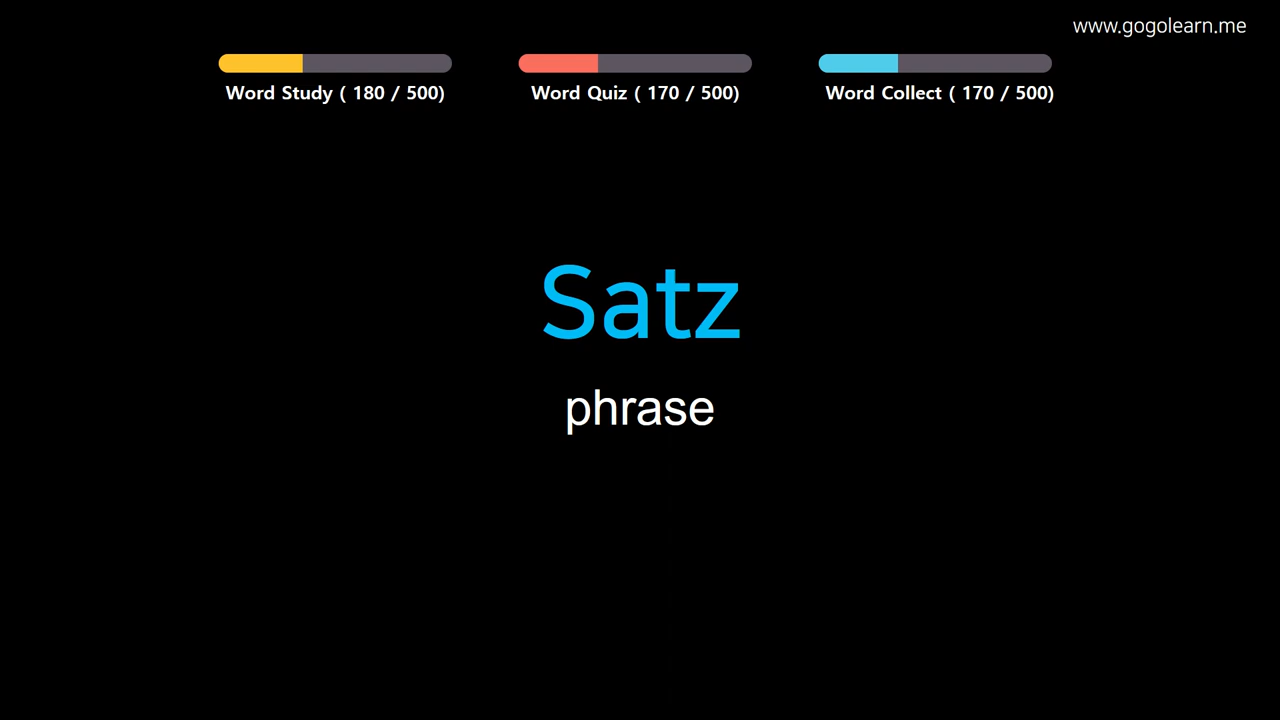 www.gogolearn.me
Word Study ( 180 / 500)
Word Quiz ( 170 / 500)
Word Collect ( 170 / 500)
Satz
phrase